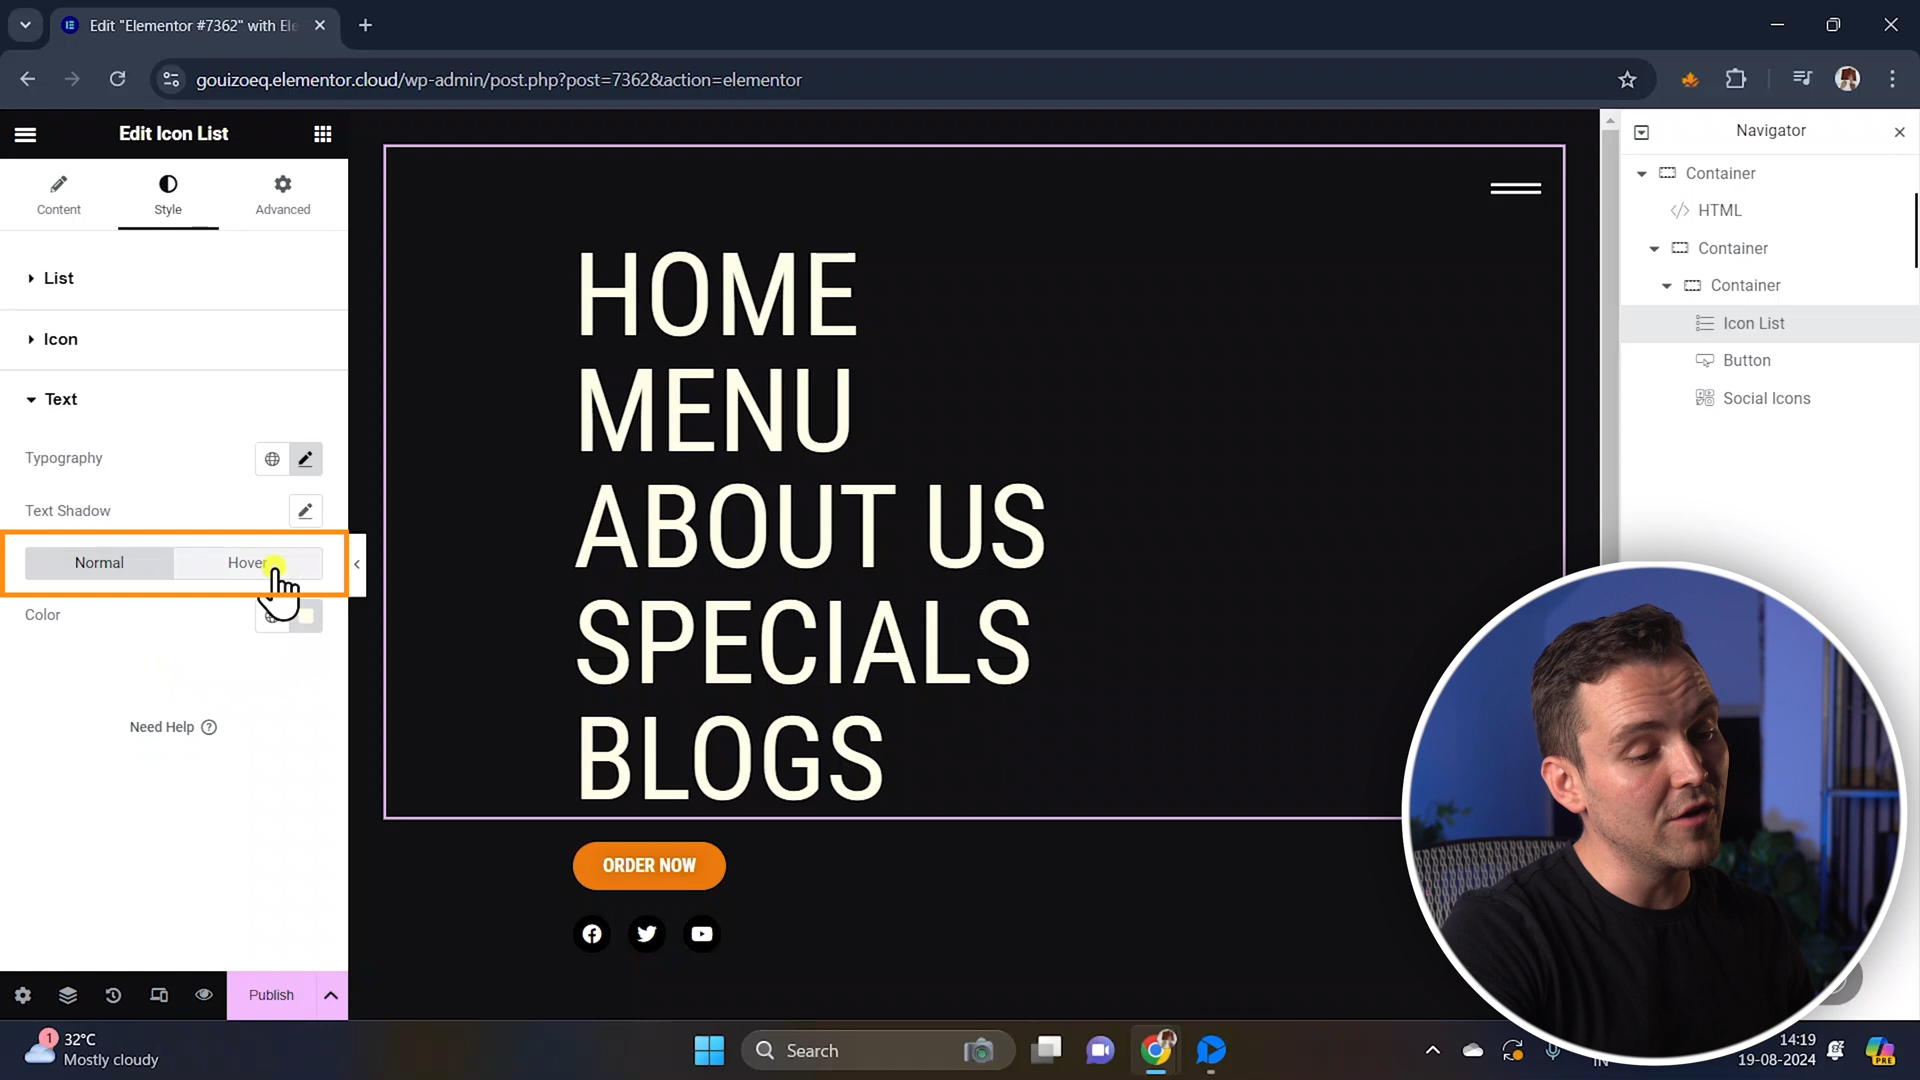 Edit "Elementor #7362" with Ele
gouizoeq.elementor.cloud/wp-admin/post.php?post=7362&action=elementor
Edit Icon List
Content
Style
Advanced
List
Icon
Text
Typography
Text Shadow
Normal
Hover
Color
Need Help
Publish
HOME
MENU
ABOUT US
SPECIALS
BLOGS
ORDER NOW
Navigator
Container
HTML
Container
Container
Icon List
Button
Social Icons
1
32°C
Mostly cloudy
Search
IN
14:19
19-08-2024
PRE